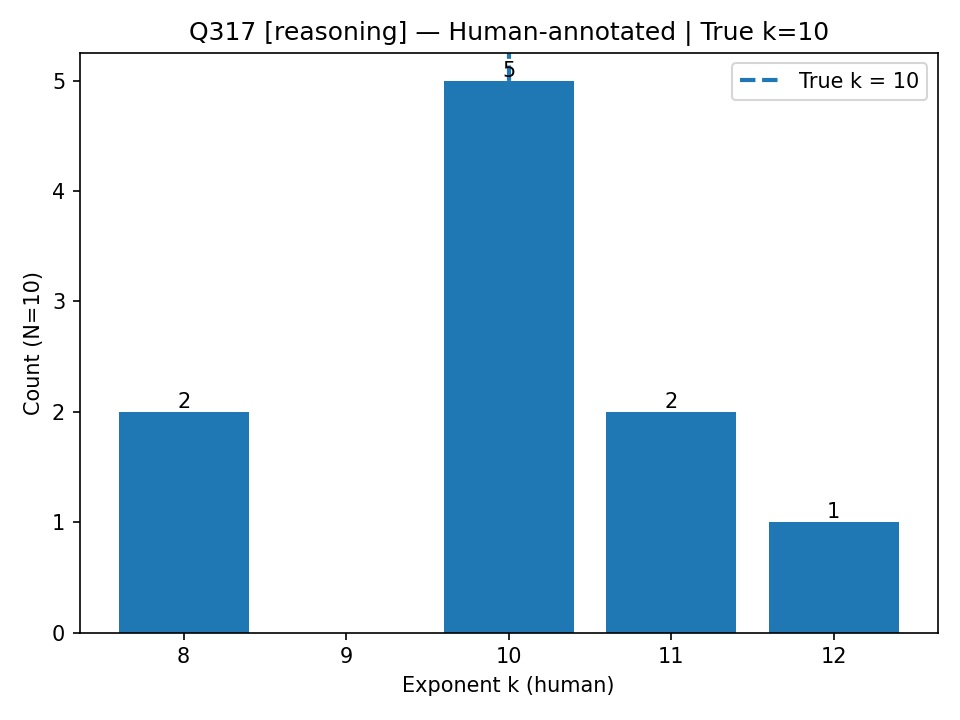 Q317 [reasoning] — Human-annotated | True k=10
True k = 10
Count (N=10)
5
4
3
2
1
0
2
5
2
1
8 9 10 11 12
Exponent k (human)